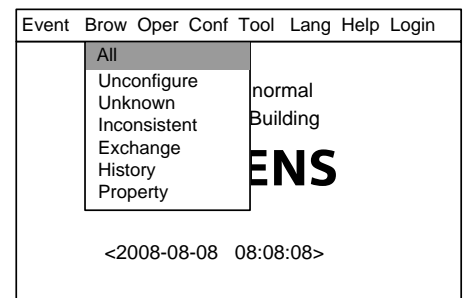 Event Brow Oper Conf Tool Lang Help Login
All
Unconfigure
Unknown
Inconsistent
Exchange
History
Property
normal
Building
ENS
<2008-08-08 08:08:08>